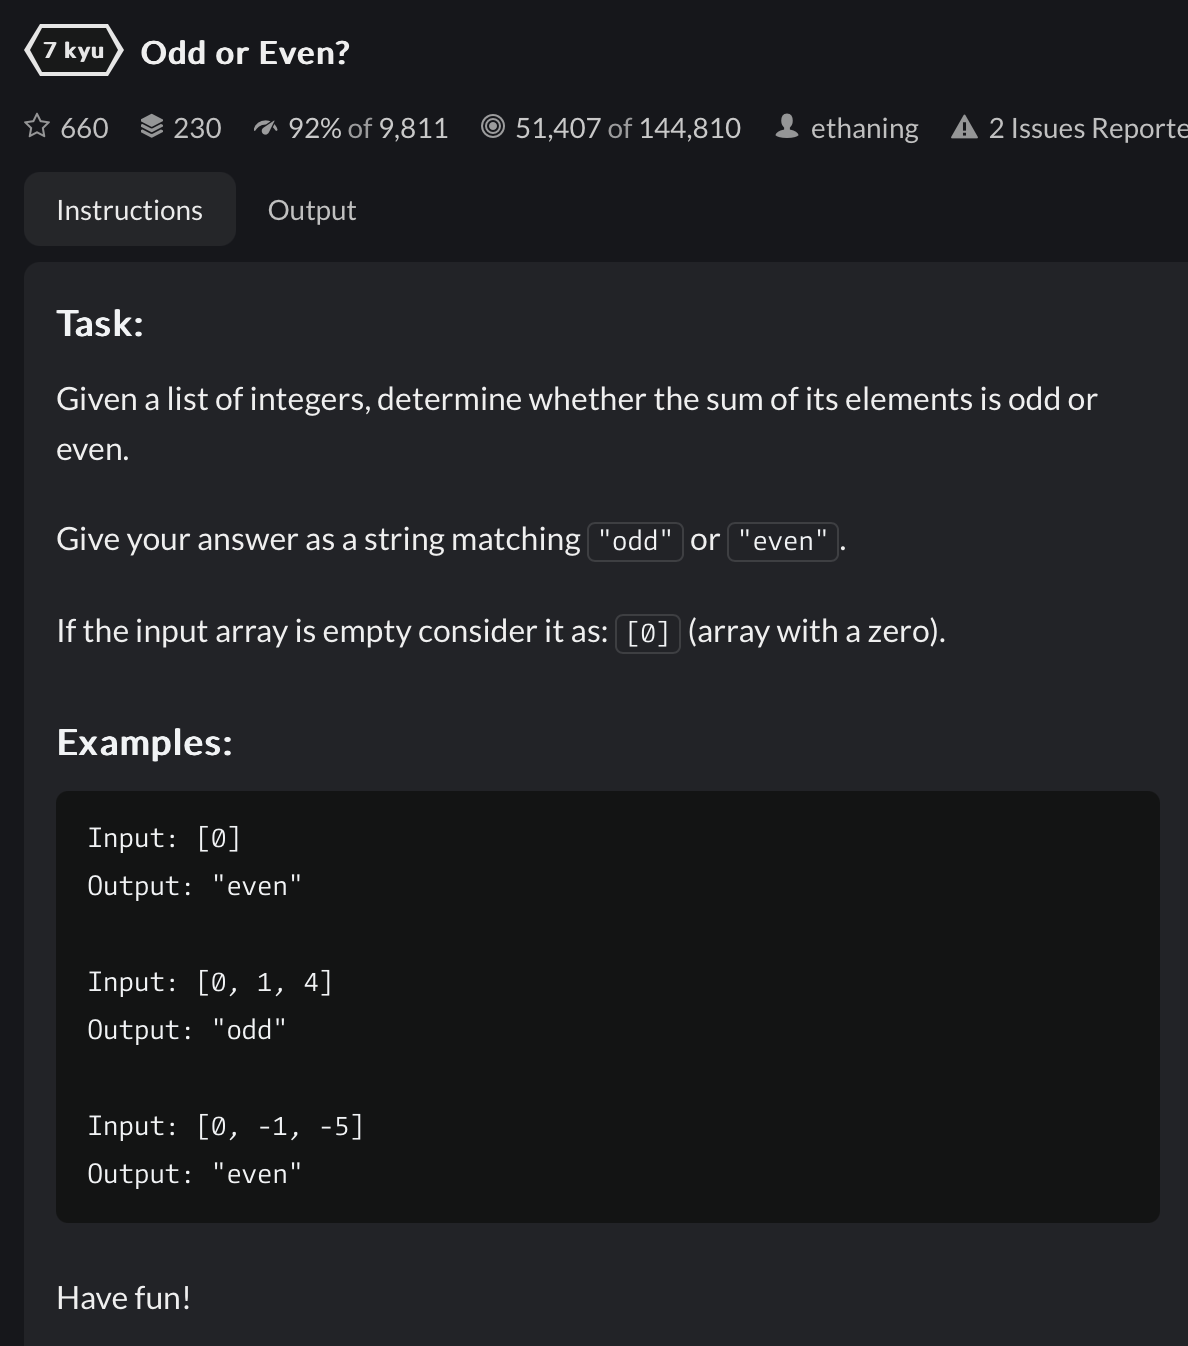 7 kyu Odd or Even?
660 230 92% of 9,811 51,407 of 144,810 ethaning 2 Issues Reporte
Instructions Output
Task:
Given a list of integers, determine whether the sum of its elements is odd or
even.
Give your answer as a string matching "odd" or "even".
If the input array is empty consider it as: [0] (array with a zero).
Examples:
Input: [0]
Output: "even"
Input: [0, 1, 4]
Output: "odd"
Input: [0, -1, -5]
Output: "even"
Have fun!